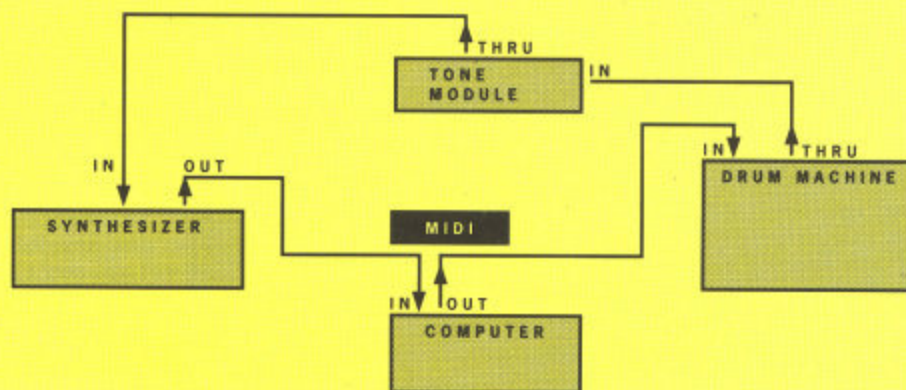 THRU
TONE
MODULE
IN
IN
THRU
DRUM MACHINE
IN
OUT
SYNTHESIZER
MIDI
IN
OUT
COMPUTER